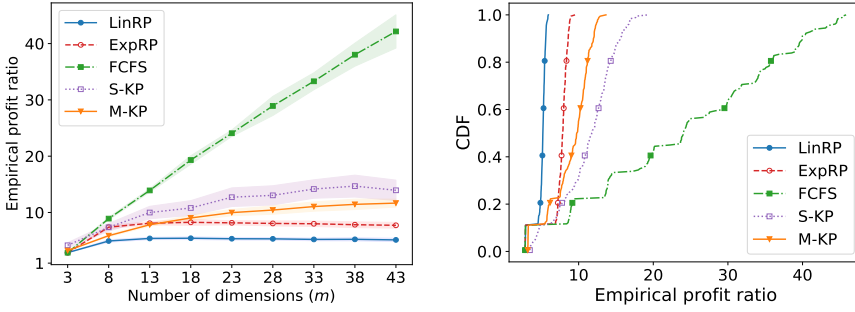 Empirical profit ratio
40
30
20
10
1
LinRP
ExpRP
FCFS
S-KP
M-KP
3 8 13 18 23 28 33 38 43
Number of dimensions (m)
CDF
1.0
0.8
0.6
0.4
0.2
0.0
LinRP
ExpRP
FCFS
S-KP
M-KP
10 20 30 40
Empirical profit ratio